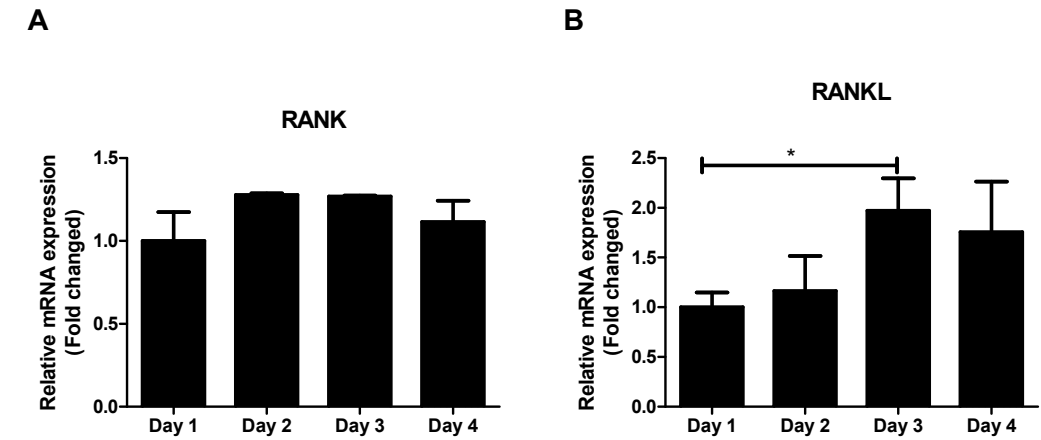 A
RANK
Relative mRNA expression
(Fold changed)
1.5
1.0
0.5
0.0
Day 1 Day 2 Day 3 Day 4
B
RANKL
Relative mRNA expression
(Fold changed)
2.5
2.0
1.5
1.0
0.5
0.0
*
Day 1 Day 2 Day 3 Day 4